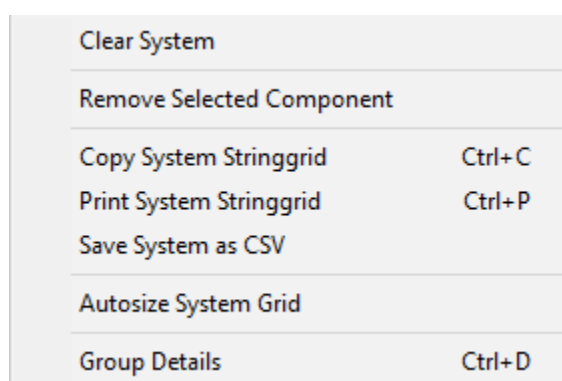 Clear System
Remove Selected Component
Copy System Stringgrid Ctrl+C
Print System Stringgrid Ctrl+P
Save System as CSV
Autosize System Grid
Group Details Ctrl+D